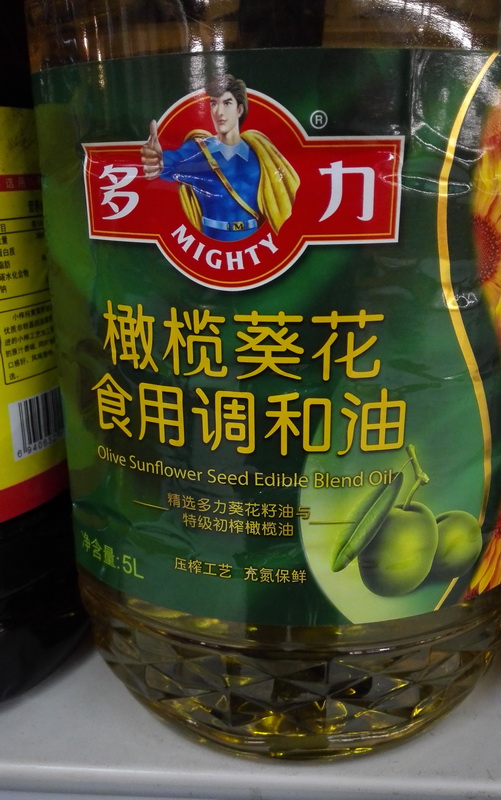 多力
®
MIGHTY
橄榄葵花
食用调和油
Olive Sunflower Seed Edible Blend Oil
精选多力葵花籽油与
特级初榨橄榄油
净含量:5L
压榨工艺 充氮保鲜